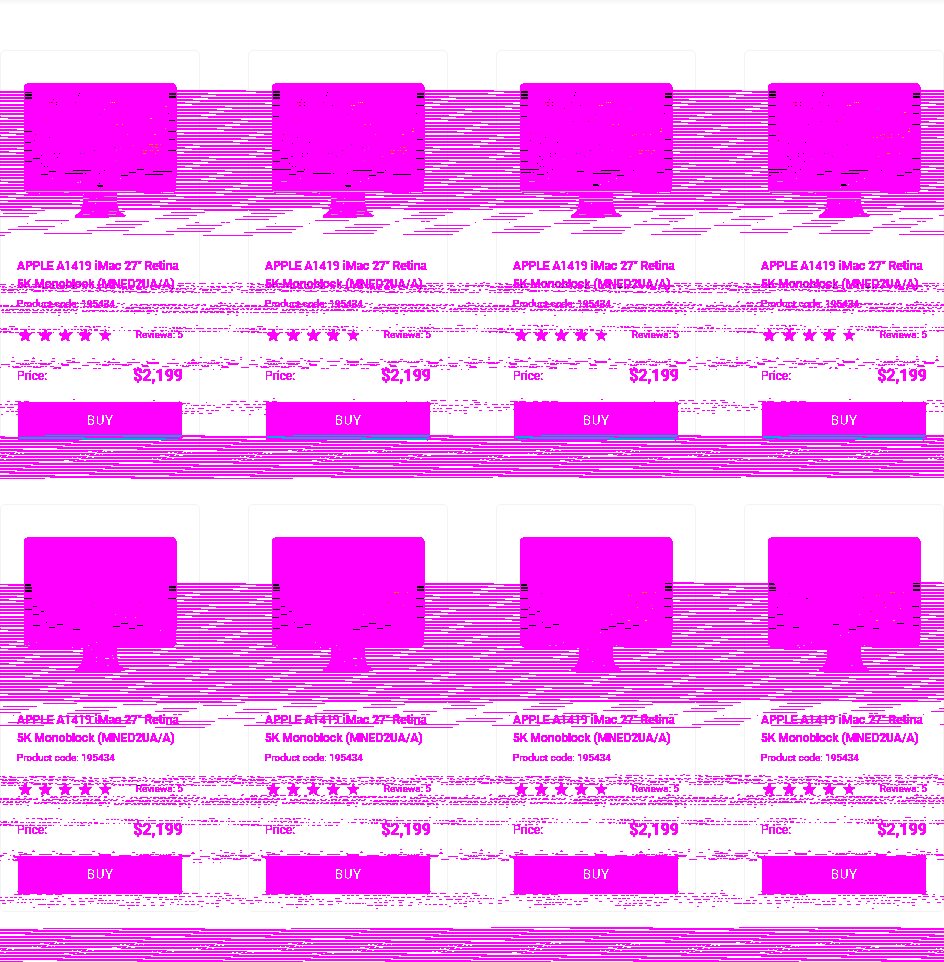 APPLE A1419 iMac 27" Retina
5K Monoblock (MNED2UA/A)
Product code: 195434
Reviews: 5
Price: $2,199
BUY
APPLE A1419 iMac 27" Retina
5K Monoblock (MNED2UA/A)
Product code: 195434
Reviews: 5
Price: $2,199
BUY
APPLE A1419 iMac 27" Retina
5K Monoblock (MNED2UA/A)
Product code: 195434
Reviews: 5
Price: $2,199
BUY
APPLE A1419 iMac 27" Retina
5K Monoblock (MNED2UA/A)
Product code: 195434
Reviews: 5
Price: $2,199
BUY
APPLE A1419 iMac 27" Retina
5K Monoblock (MNED2UA/A)
Product code: 195434
Reviews: 5
Price: $2,199
BUY
APPLE A1419 iMac 27" Retina
5K Monoblock (MNED2UA/A)
Product code: 195434
Reviews: 5
Price: $2,199
BUY
APPLE A1419 iMac 27" Retina
5K Monoblock (MNED2UA/A)
Product code: 195434
Reviews: 5
Price: $2,199
BUY
APPLE A1419 iMac 27" Retina
5K Monoblock (MNED2UA/A)
Product code: 195434
Reviews: 5
Price: $2,199
BUY